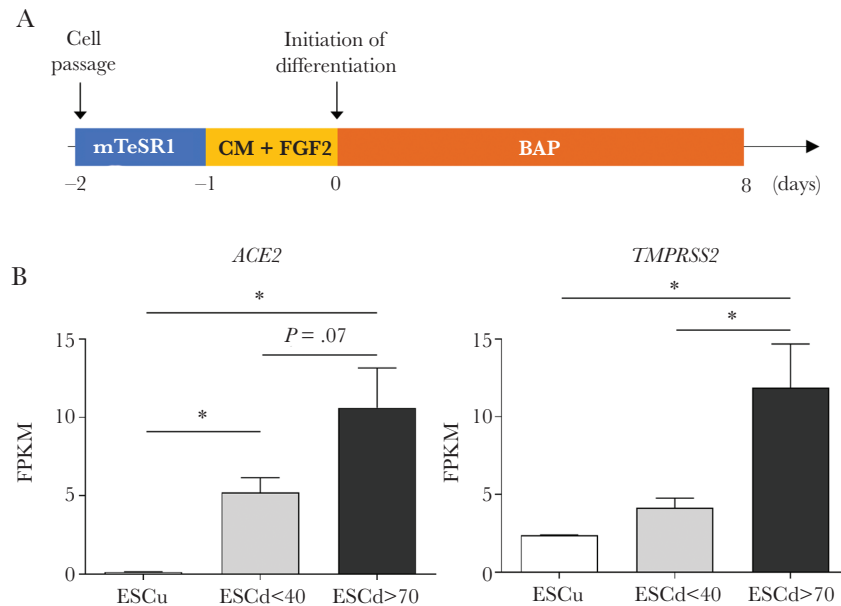 A
Cell
passage
Initiation of
differentiation
mTeSR1
CM + FGF2
BAP
−2
−1
0
8
(days)
B
ACE2
*
P = .07
*
15
10
5
0
FPKM
ESCu
ESCd<40
ESCd>70
TMPRSS2
*
*
15
10
5
0
FPKM
ESCu
ESCd<40
ESCd>70